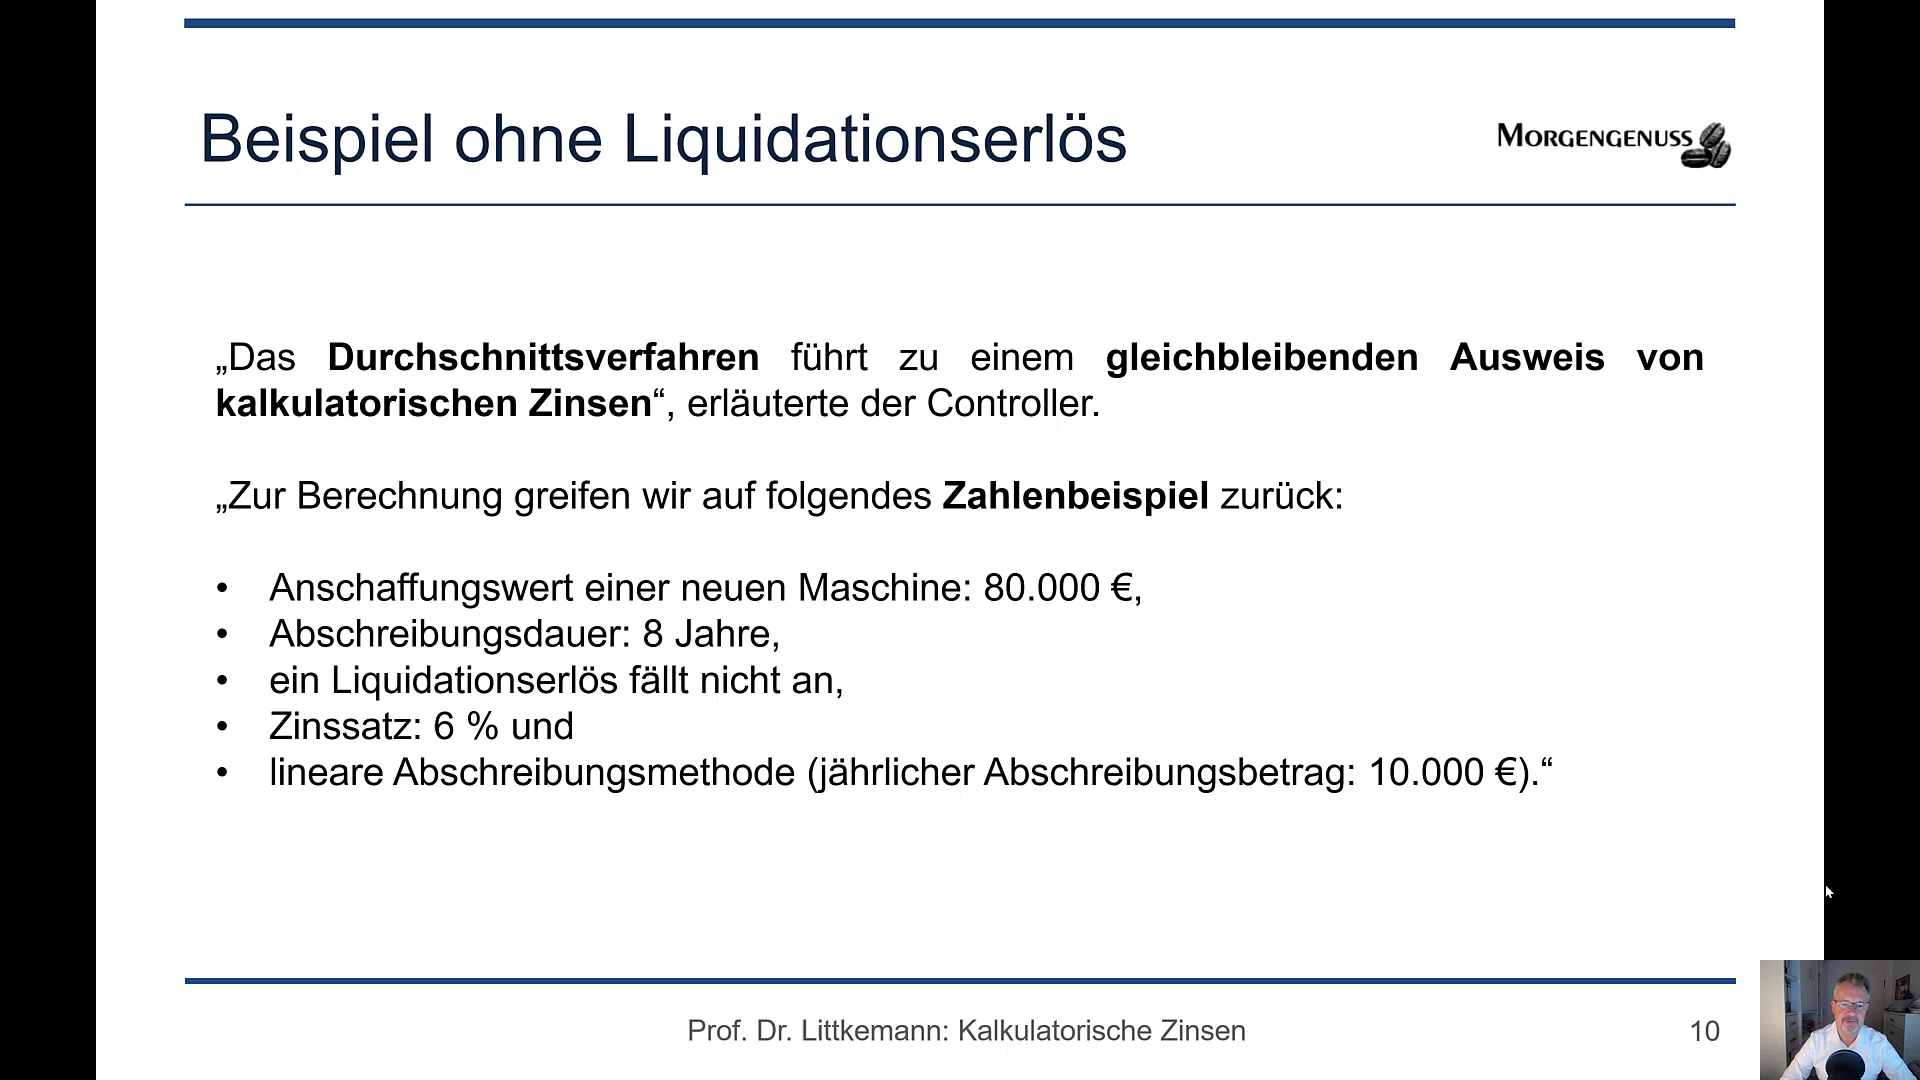 Beispiel ohne Liquidationserlös
MORGENGENUSS
„Das Durchschnittsverfahren führt zu einem gleichbleibenden Ausweis von
kalkulatorischen Zinsen“, erläuterte der Controller.
„Zur Berechnung greifen wir auf folgendes Zahlenbeispiel zurück:
• Anschaffungswert einer neuen Maschine: 80.000 €,
• Abschreibungsdauer: 8 Jahre,
• ein Liquidationserlös fällt nicht an,
• Zinssatz: 6 % und
• lineare Abschreibungsmethode (jährlicher Abschreibungsbetrag: 10.000 €).“
Prof. Dr. Littkemann: Kalkulatorische Zinsen
10